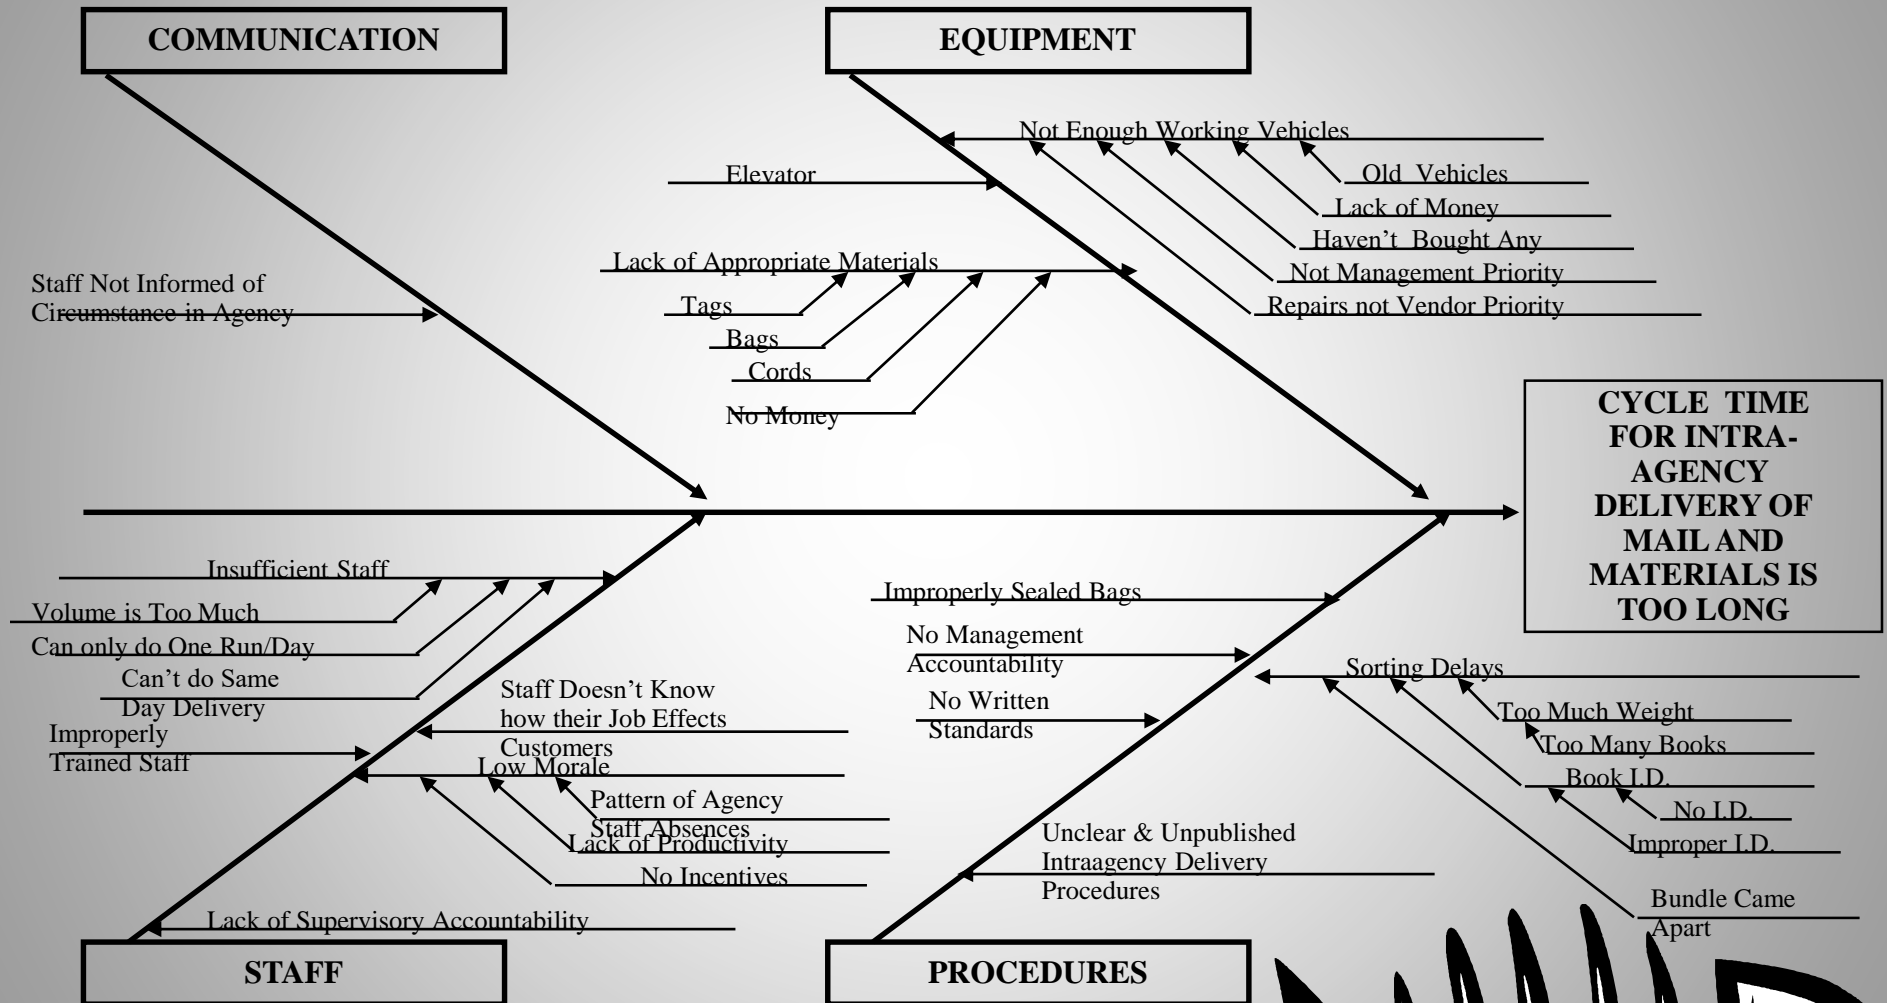 COMMUNICATION
EQUIPMENT
Not Enough Working Vehicles
Elevator
Old Vehicles
Lack of Money
Haven't Bought Any
Lack of Appropriate Materials
Not Management Priority
Staff Not Informed of
Circumstance in Agency
Tags
Repairs not Vendor Priority
Bags
Cords
No Money
CYCLE TIME
FOR INTRA-
AGENCY
DELIVERY OF
MAIL AND
MATERIALS IS
TOO LONG
Insufficient Staff
Volume is Too Much
Can only do One Run/Day
Can't do Same
Day Delivery
Improperly
Trained Staff
Staff Doesn't Know
how their Job Effects
Customers
Low Morale
Pattern of Agency
Staff Absences
Lack of Productivity
No Incentives
Lack of Supervisory Accountability
Improperly Sealed Bags
No Management
Accountability
No Written
Standards
Sorting Delays
Too Much Weight
Too Many Books
Book I.D.
No I.D.
Improper I.D.
Bundle Came
Apart
Unclear & Unpublished
Intraagency Delivery
Procedures
STAFF
PROCEDURES